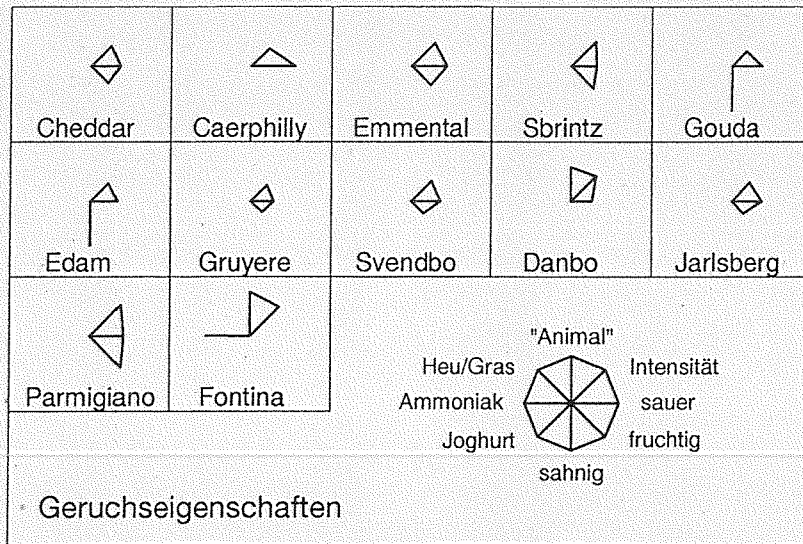 Cheddar Caerphilly Emmental Sbrintz Gouda
Edam Gruyere Svendbo Danbo Jarlsberg
Parmigiano Fontina
"Animal"
Heu/Gras Intensität
Ammoniak sauer
Joghurt fruchtig
sahnig
Geruchseigenschaften